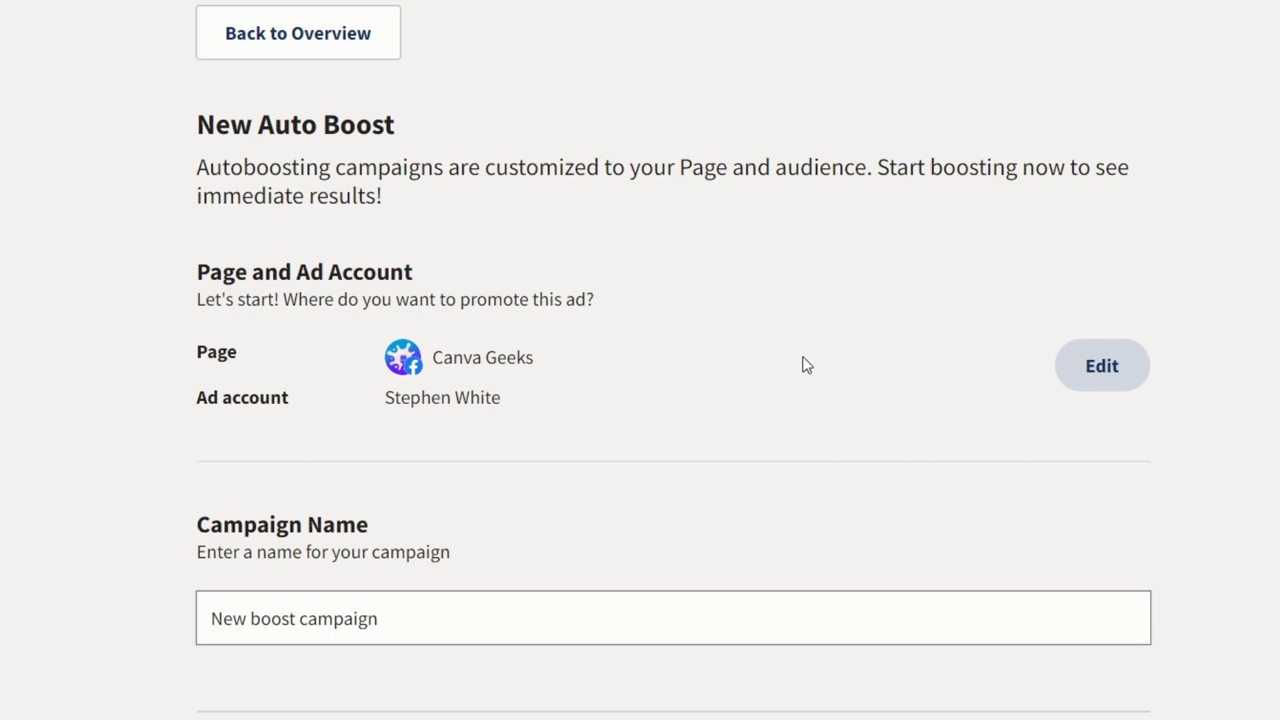 Back to Overview
New Auto Boost
Autoboosting campaigns are customized to your Page and audience. Start boosting now to see
immediate results!
Page and Ad Account
Let's start! Where do you want to promote this ad?
Page
Canva Geeks
Edit
Ad account
Stephen White
Campaign Name
Enter a name for your campaign
New boost campaign